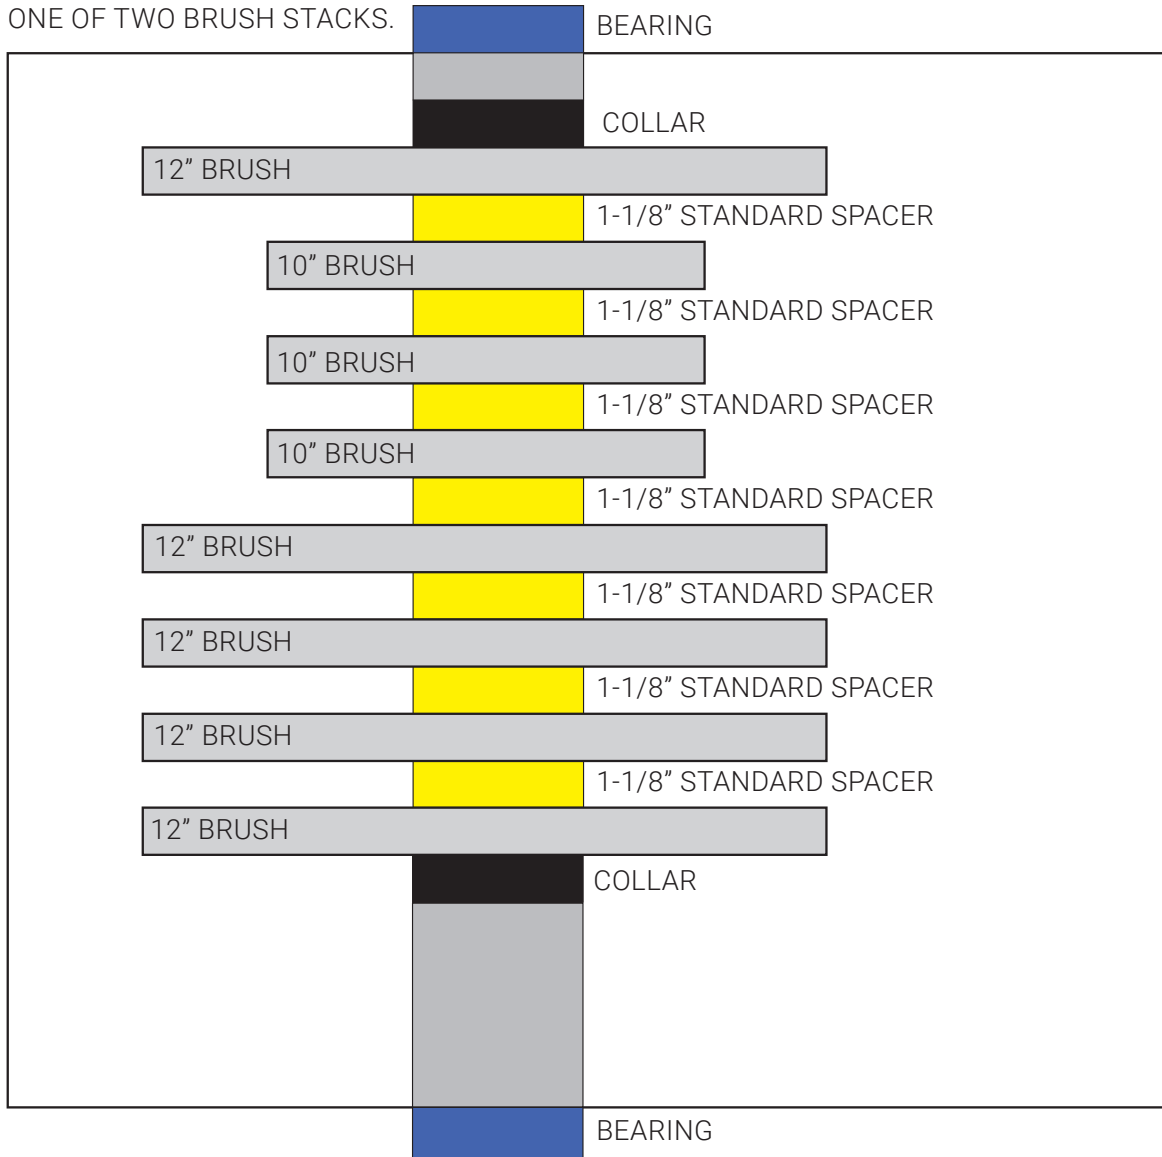 ONE OF TWO BRUSH STACKS.
BEARING
COLLAR
12” BRUSH
1-1/8” STANDARD SPACER
10” BRUSH
1-1/8” STANDARD SPACER
10” BRUSH
1-1/8” STANDARD SPACER
10” BRUSH
1-1/8” STANDARD SPACER
12” BRUSH
1-1/8” STANDARD SPACER
12” BRUSH
1-1/8” STANDARD SPACER
12” BRUSH
1-1/8” STANDARD SPACER
12” BRUSH
COLLAR
BEARING